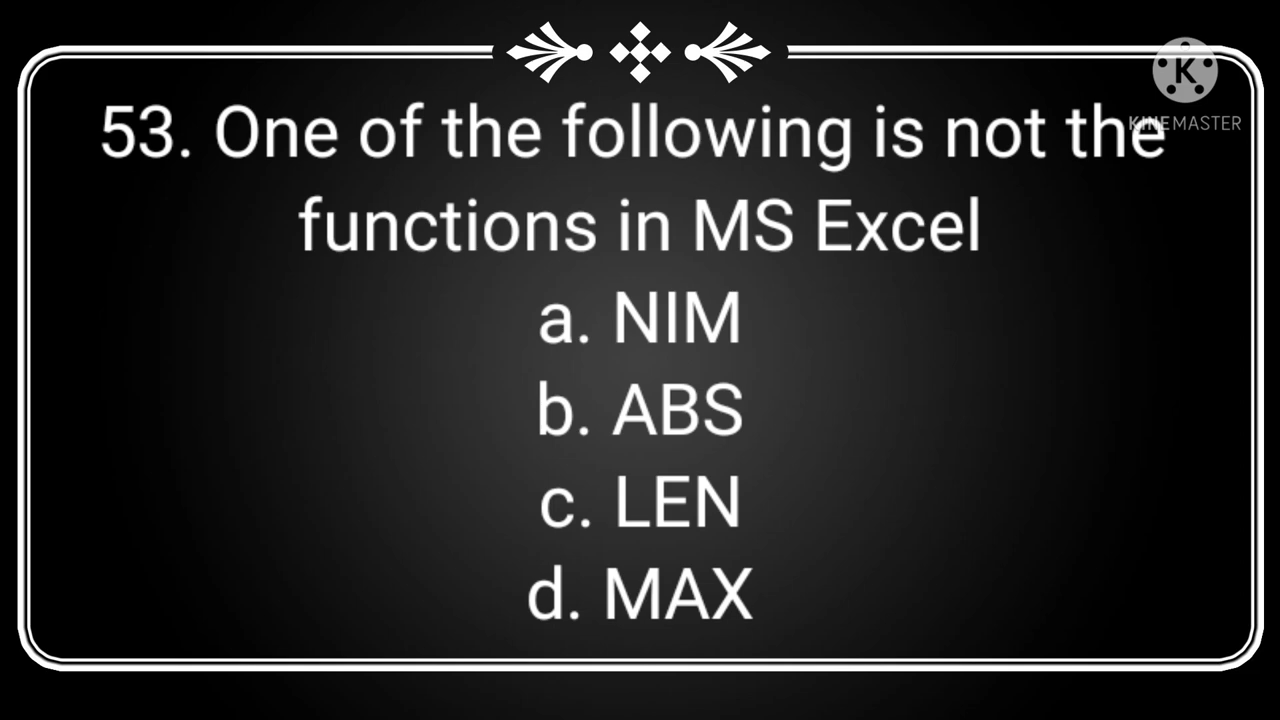 53. One of the following is not the
functions in MS Excel
a. NIM
b. ABS
c. LEN
d. MAX
K
KINEMASTER